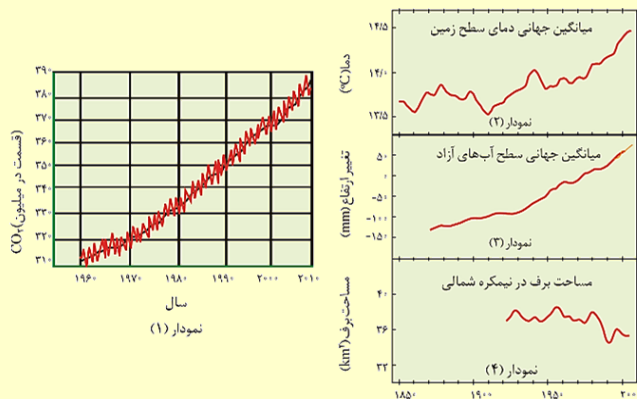 میانگین جهانی دمای سطح زمین
دما(°C)
۱۴/۵
۱۴/۰
۱۳/۵
نمودار (۲)
میانگین جهانی سطح آب‌های آزاد
تغییر ارتفاع (mm)
۵۰
۰
-۱۰۰
-۱۵۰
نمودار (۳)
مساحت برف در نیمکره شمالی
مساحت برف (km²)
۴۰
۳۶
۳۲
نمودار (۴)
۱۸۵۰ ۱۹۰۰ ۱۹۵۰ ۲۰۰
CO₂(قسمت در میلیون)
۳۹۰
۳۸۰
۳۷۰
۳۶۰
۳۵۰
۳۴۰
۳۳۰
۳۲۰
۳۱۰
۱۹۶۰ ۱۹۷۰ ۱۹۸۰ ۱۹۹۰ ۲۰۰۰ ۲۰۱۰
سال
نمودار (۱)